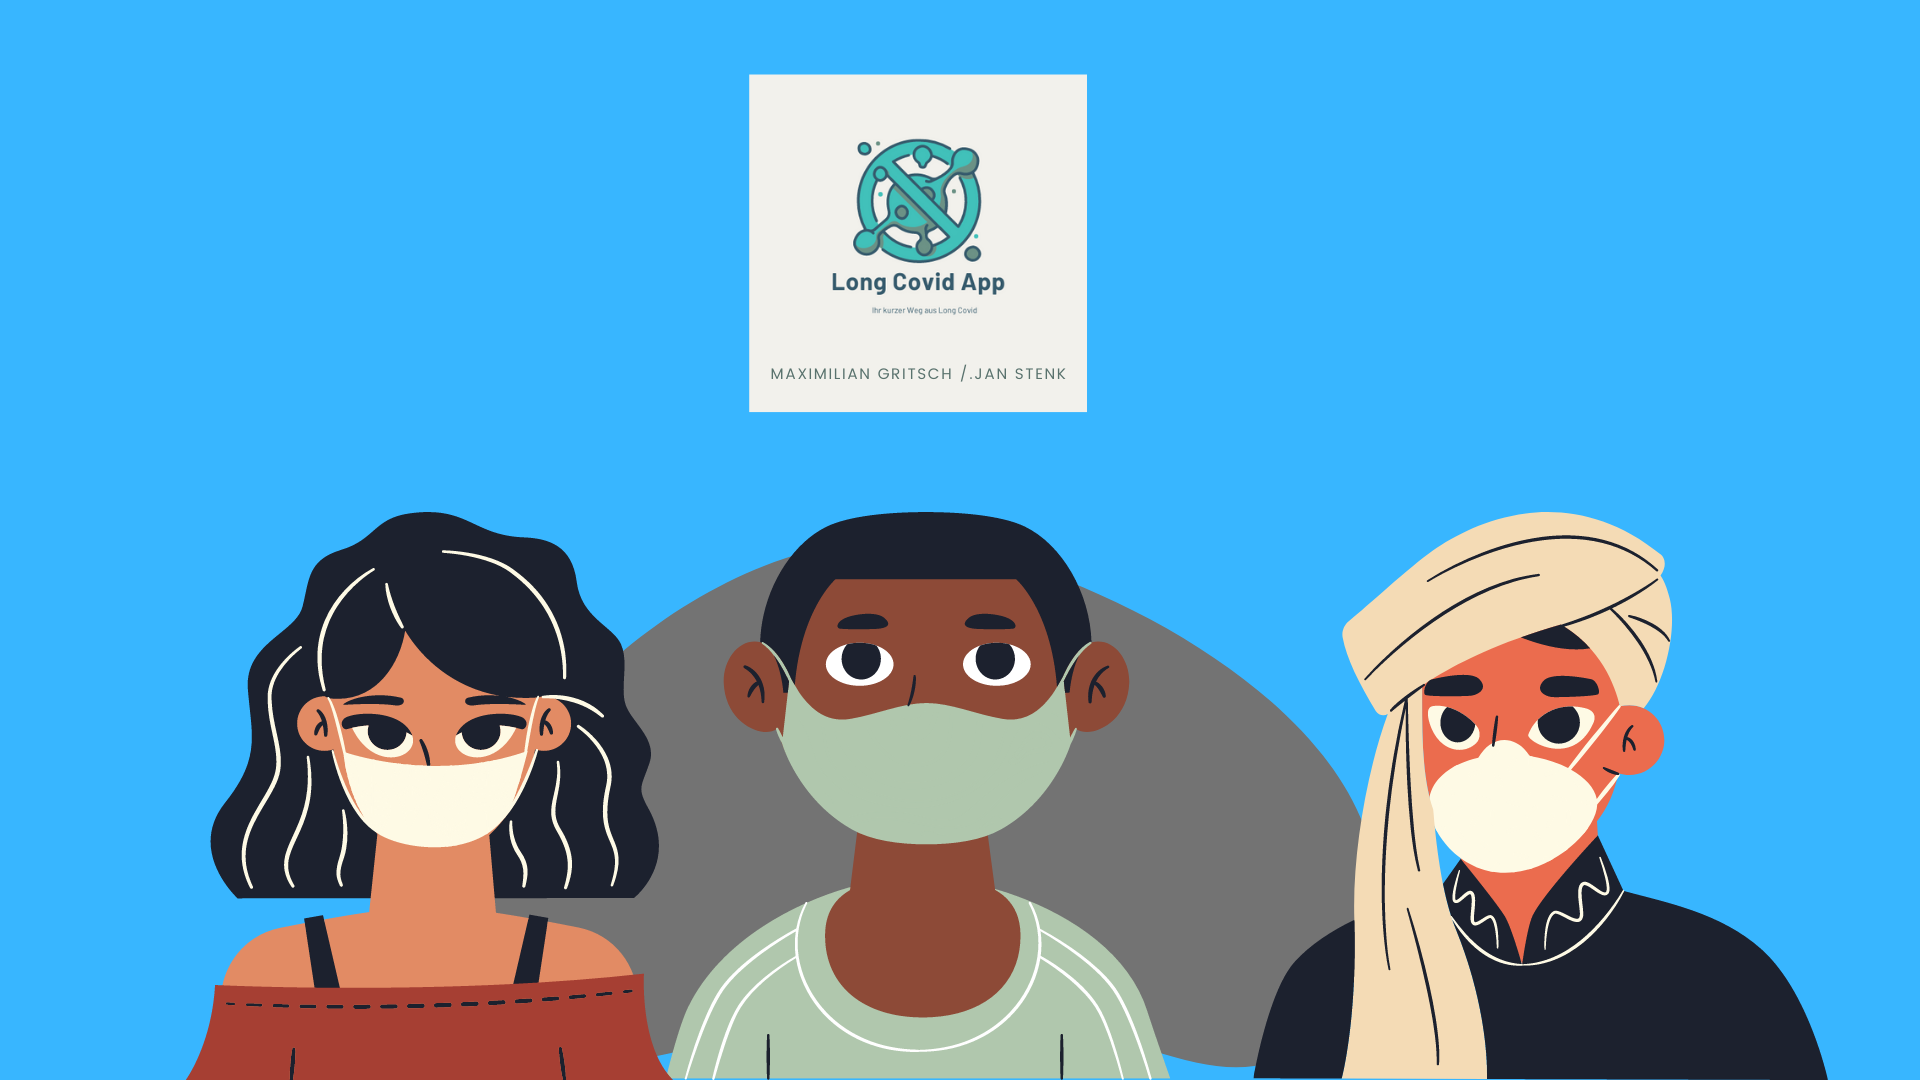 Long Covid App
Ihr kurzer Weg aus Long Covid
MAXIMILIAN GRITSCH /.JAN STENK